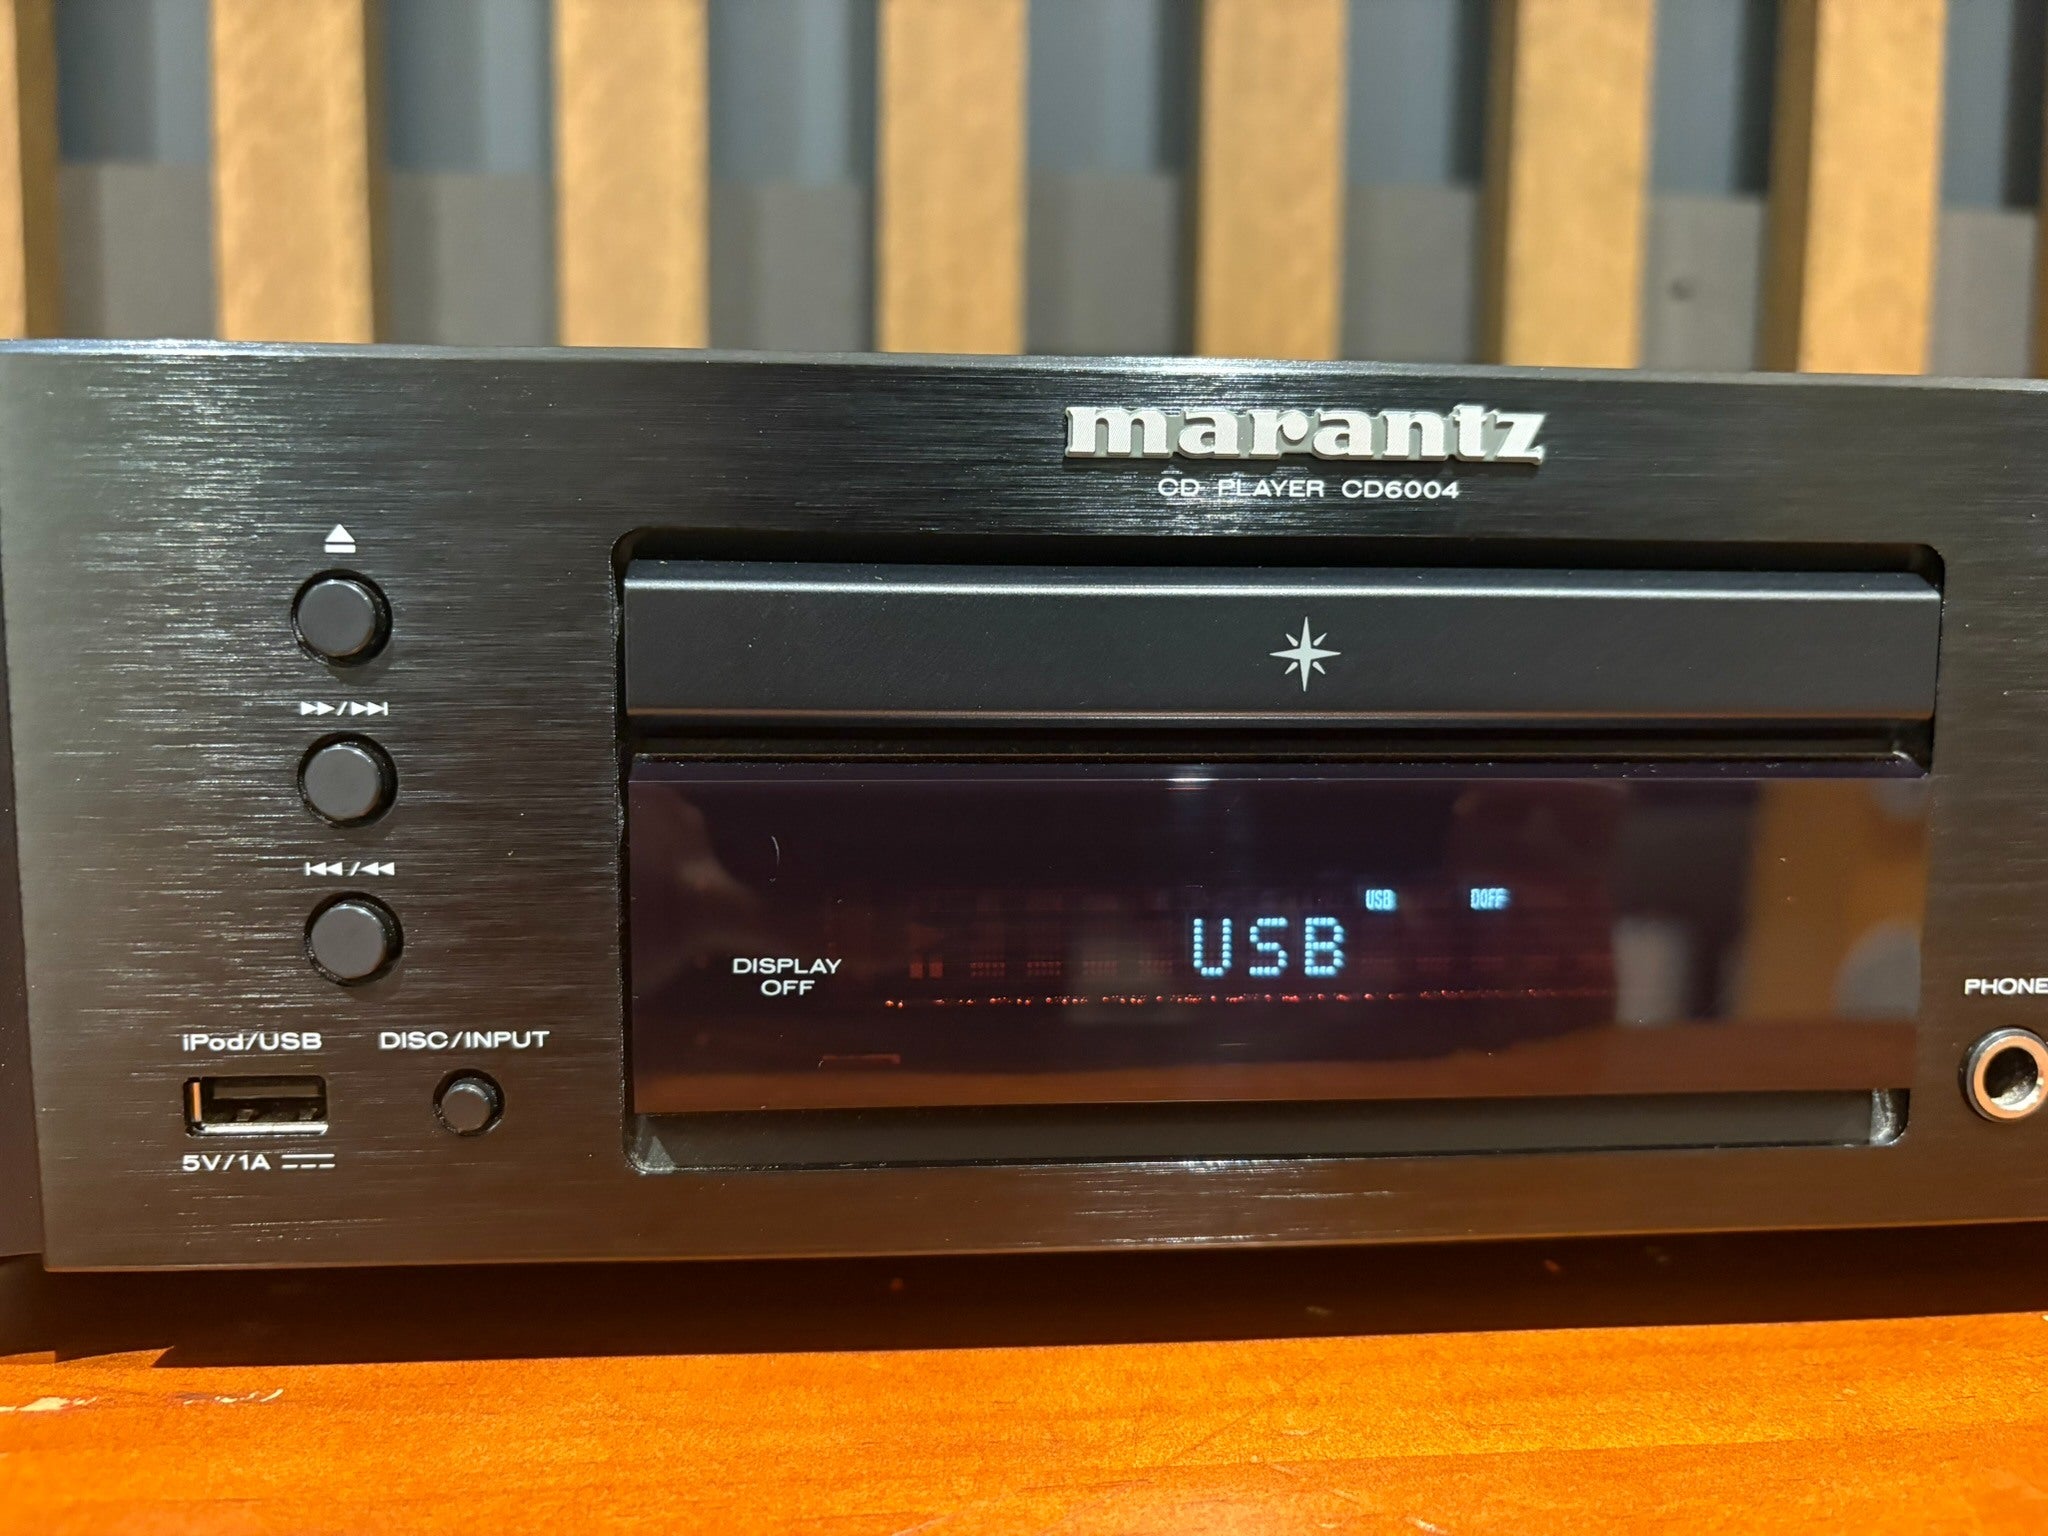 marantz
CD PLAYER CD6004
USB DOFF
USB
DISPLAY
OFF
PHONE
iPod/USB
DISC/INPUT
5V/1A